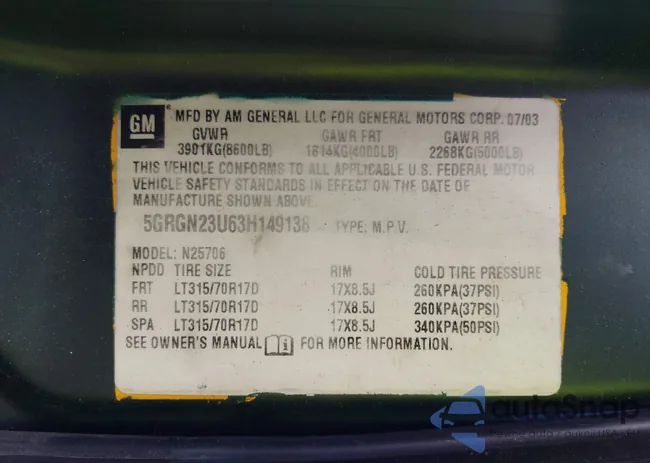 GM
MFD BY AM GENERAL LLC FOR GENERAL MOTORS CORP. 07/03
GVWR GAWR FRT GAWR RR
3901KG(8600LB) 1814KG(4000LB) 2268KG(5000LB)
THIS VEHICLE CONFORMS TO ALL APPLICABLE U.S. FEDERAL MOTOR
VEHICLE SAFETY STANDARDS IN EFFECT ON THE DATE OF
MANUFACTURE SHOWN ABOVE.
5GRGN23U63H149138 TYPE: M.P.V.
MODEL: N25706
NPDD TIRE SIZE RIM COLD TIRE PRESSURE
FRT LT315/70R17D 17X8.5J 260KPA(37PSI)
RR LT315/70R17D 17X8.5J 260KPA(37PSI)
SPA LT315/70R17D 17X8.5J 340KPA(50PSI)
SEE OWNER'S MANUAL FOR MORE INFORMATION.
autoSnap